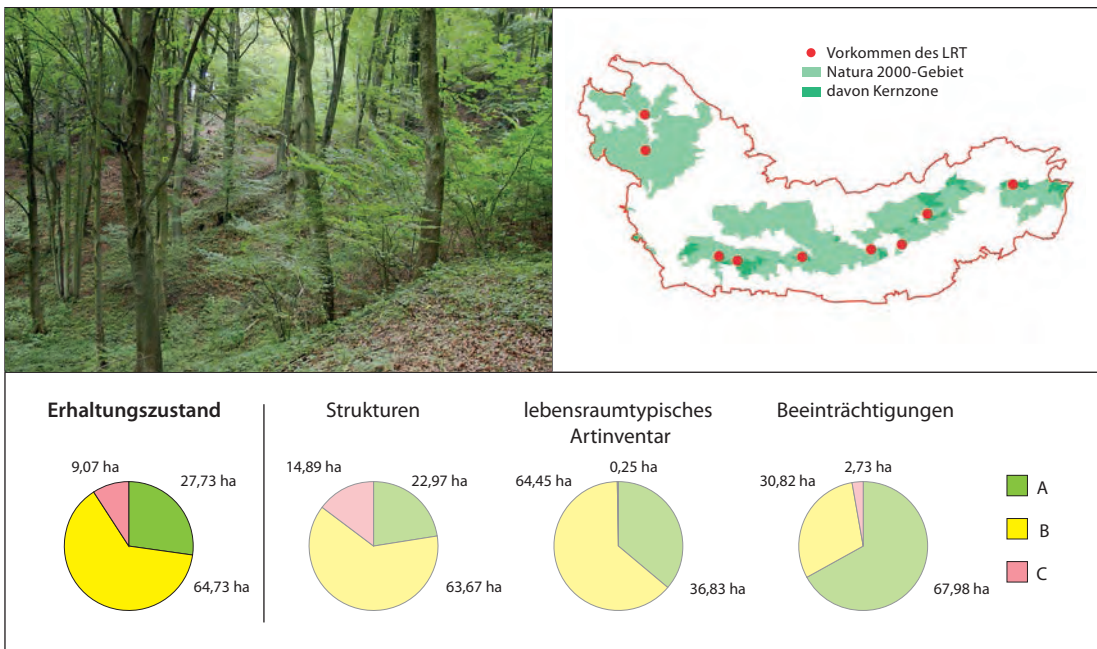 Vorkommen des LRT
Natura 2000-Gebiet
davon Kernzone
Erhaltungszustand
9,07 ha
27,73 ha
64,73 ha
Strukturen
14,89 ha
22,97 ha
63,67 ha
lebensraumtypisches
Artinventar
64,45 ha
0,25 ha
36,83 ha
Beeinträchtigungen
2,73 ha
30,82 ha
67,98 ha
A
B
C